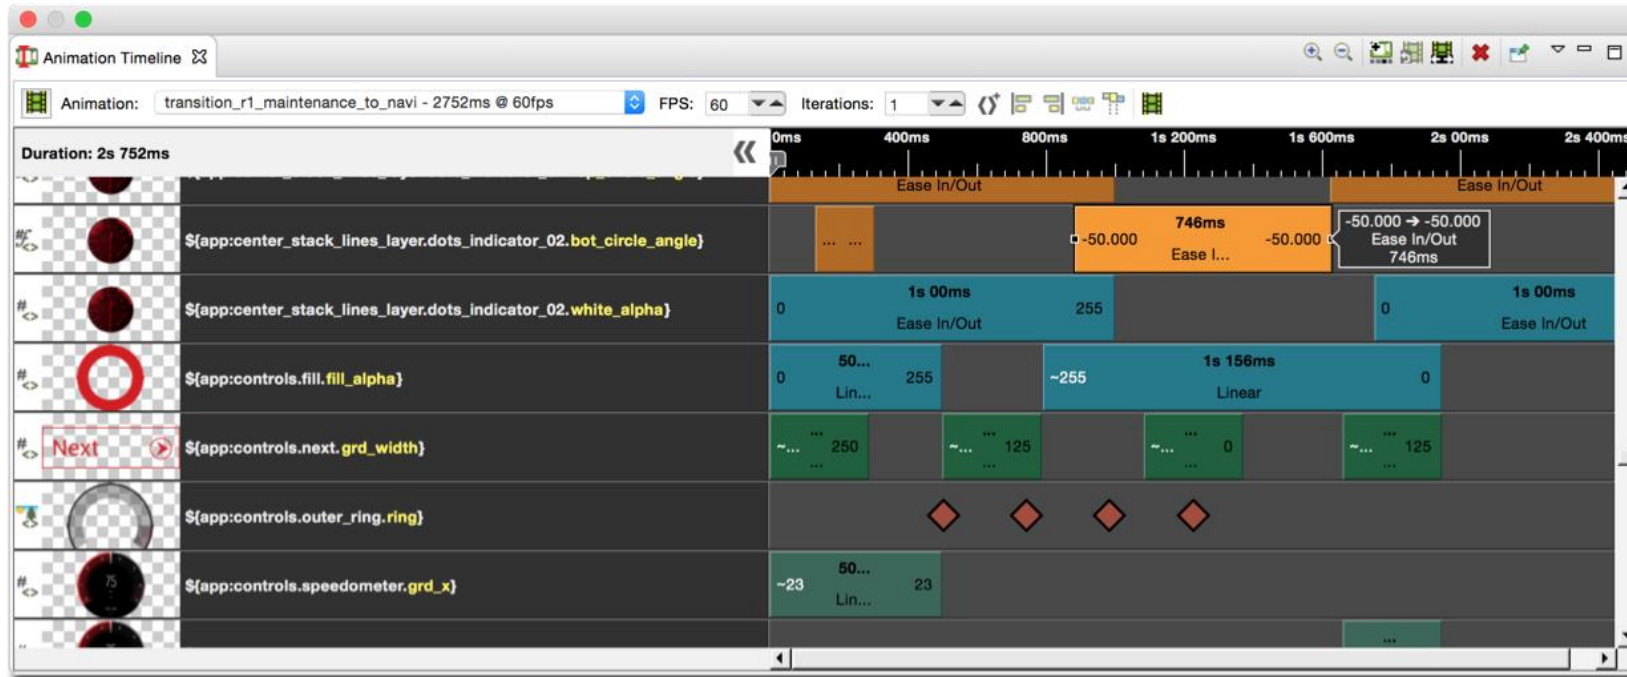 Animation Timeline
Animation: transition_r1_maintenance_to_navi - 2752ms @ 60fps FPS: 60 Iterations: 1
Duration: 2s 752ms
0ms 400ms 800ms 1s 200ms 1s 600ms 2s 00ms 2s 400ms
Ease In/Out Ease In/Out
${app:center_stack_lines_layer.dots_indicator_02.bot_circle_angle} ... ... -50.000 746ms Ease I... -50.000
-50.000 → -50.000
Ease In/Out
746ms
${app:center_stack_lines_layer.dots_indicator_02.white_alpha} 0 1s 00ms Ease In/Out 255 0 1s 00ms Ease In/Out
${app:controls.fill.fill_alpha} 0 50... Lin... 255 ~255 1s 156ms Linear 0
Next ${app:controls.next.grd_width} ~... ... ... 250 ~... ... ... 125 ~... ... ... 0 ~... ... ... 125
${app:controls.outer_ring.ring}
75 ${app:controls.speedometer.grd_x} ~23 50... Lin... 23
...